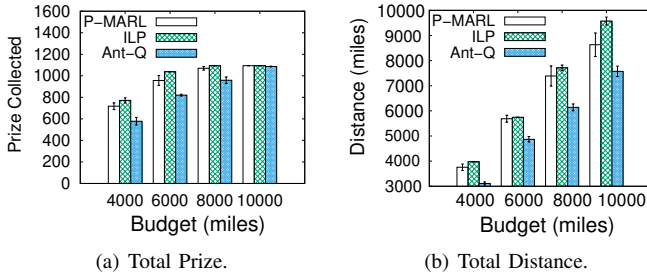 P-MARL
ILP
Ant-Q
Prize Collected
1600
1400
1200
1000
800
600
400
200
0
4000 6000 8000 10000
Budget (miles)
(a) Total Prize.
P-MARL
ILP
Ant-Q
Distance (miles)
10000
9000
8000
7000
6000
5000
4000
3000
4000 6000 8000 10000
Budget (miles)
(b) Total Distance.